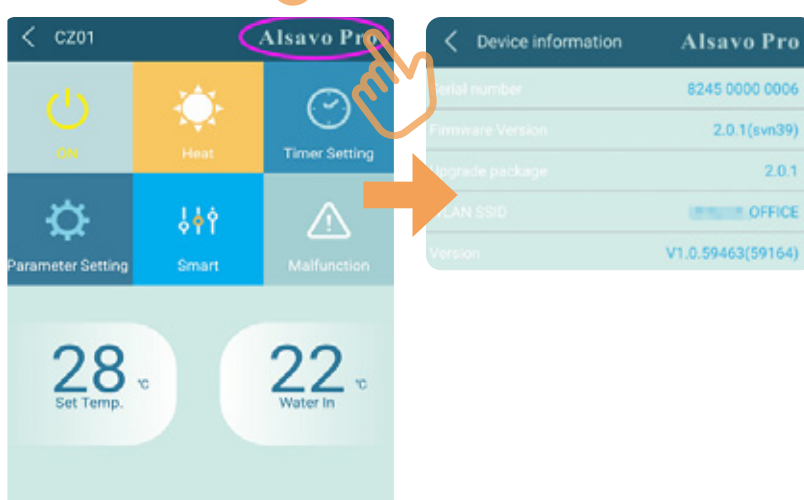 CZ01 Alsavo Pro
ON Heat Timer Setting
Parameter Setting Smart Malfunction
28 °C 22 °C
Set Temp. Water In
Device information Alsavo Pro
Serial number 8245 0000 0006
Firmware Version 2.0.1(svn39)
Upgrade package 2.0.1
WLAN SSID OFFICE
Version V1.0.59463(59164)